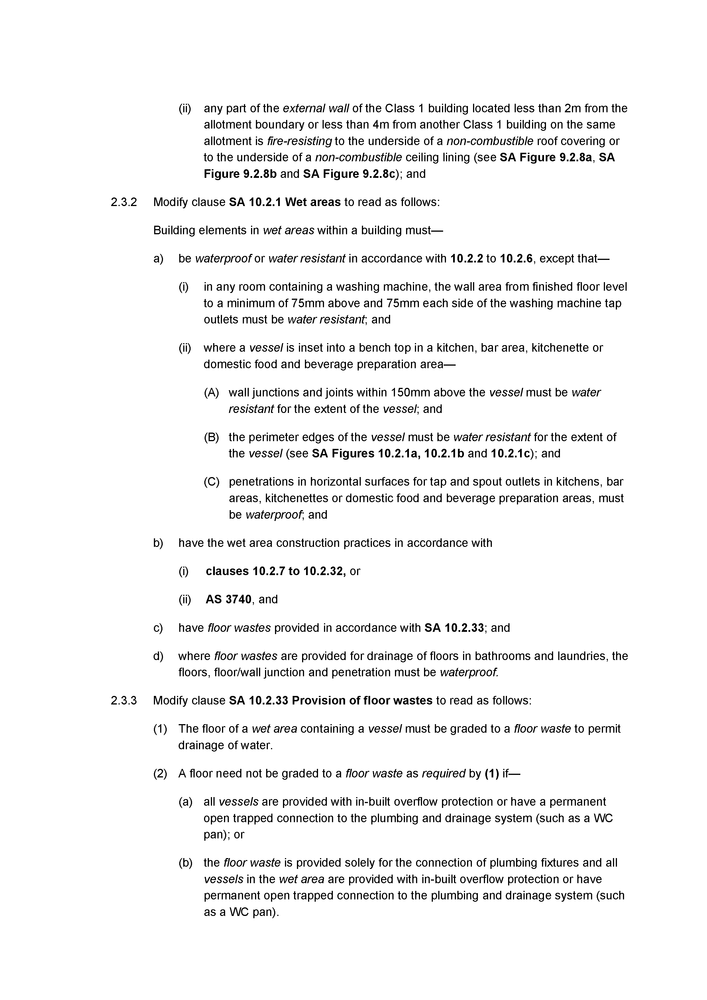 (ii) any part of the external wall of the Class 1 building located less than 2m from the
allotment boundary or less than 4m from another Class 1 building on the same
allotment is fire-resisting to the underside of a non-combustible roof covering or
to the underside of a non-combustible ceiling lining (see SA Figure 9.2.8a, SA
Figure 9.2.8b and SA Figure 9.2.8c); and
2.3.2 Modify clause SA 10.2.1 Wet areas to read as follows:
Building elements in wet areas within a building must—
a) be waterproof or water resistant in accordance with 10.2.2 to 10.2.6, except that—
(i) in any room containing a washing machine, the wall area from finished floor level
to a minimum of 75mm above and 75mm each side of the washing machine tap
outlets must be water resistant; and
(ii) where a vessel is inset into a bench top in a kitchen, bar area, kitchenette or
domestic food and beverage preparation area—
(A) wall junctions and joints within 150mm above the vessel must be water
resistant for the extent of the vessel; and
(B) the perimeter edges of the vessel must be water resistant for the extent of
the vessel (see SA Figures 10.2.1a, 10.2.1b and 10.2.1c); and
(C) penetrations in horizontal surfaces for tap and spout outlets in kitchens, bar
areas, kitchenettes or domestic food and beverage preparation areas, must
be waterproof; and
b) have the wet area construction practices in accordance with
(i) clauses 10.2.7 to 10.2.32, or
(ii) AS 3740, and
c) have floor wastes provided in accordance with SA 10.2.33; and
d) where floor wastes are provided for drainage of floors in bathrooms and laundries, the
floors, floor/wall junction and penetration must be waterproof.
2.3.3 Modify clause SA 10.2.33 Provision of floor wastes to read as follows:
(1) The floor of a wet area containing a vessel must be graded to a floor waste to permit
drainage of water.
(2) A floor need not be graded to a floor waste as required by (1) if—
(a) all vessels are provided with in-built overflow protection or have a permanent
open trapped connection to the plumbing and drainage system (such as a WC
pan); or
(b) the floor waste is provided solely for the connection of plumbing fixtures and all
vessels in the wet area are provided with in-built overflow protection or have
permanent open trapped connection to the plumbing and drainage system (such
as a WC pan).